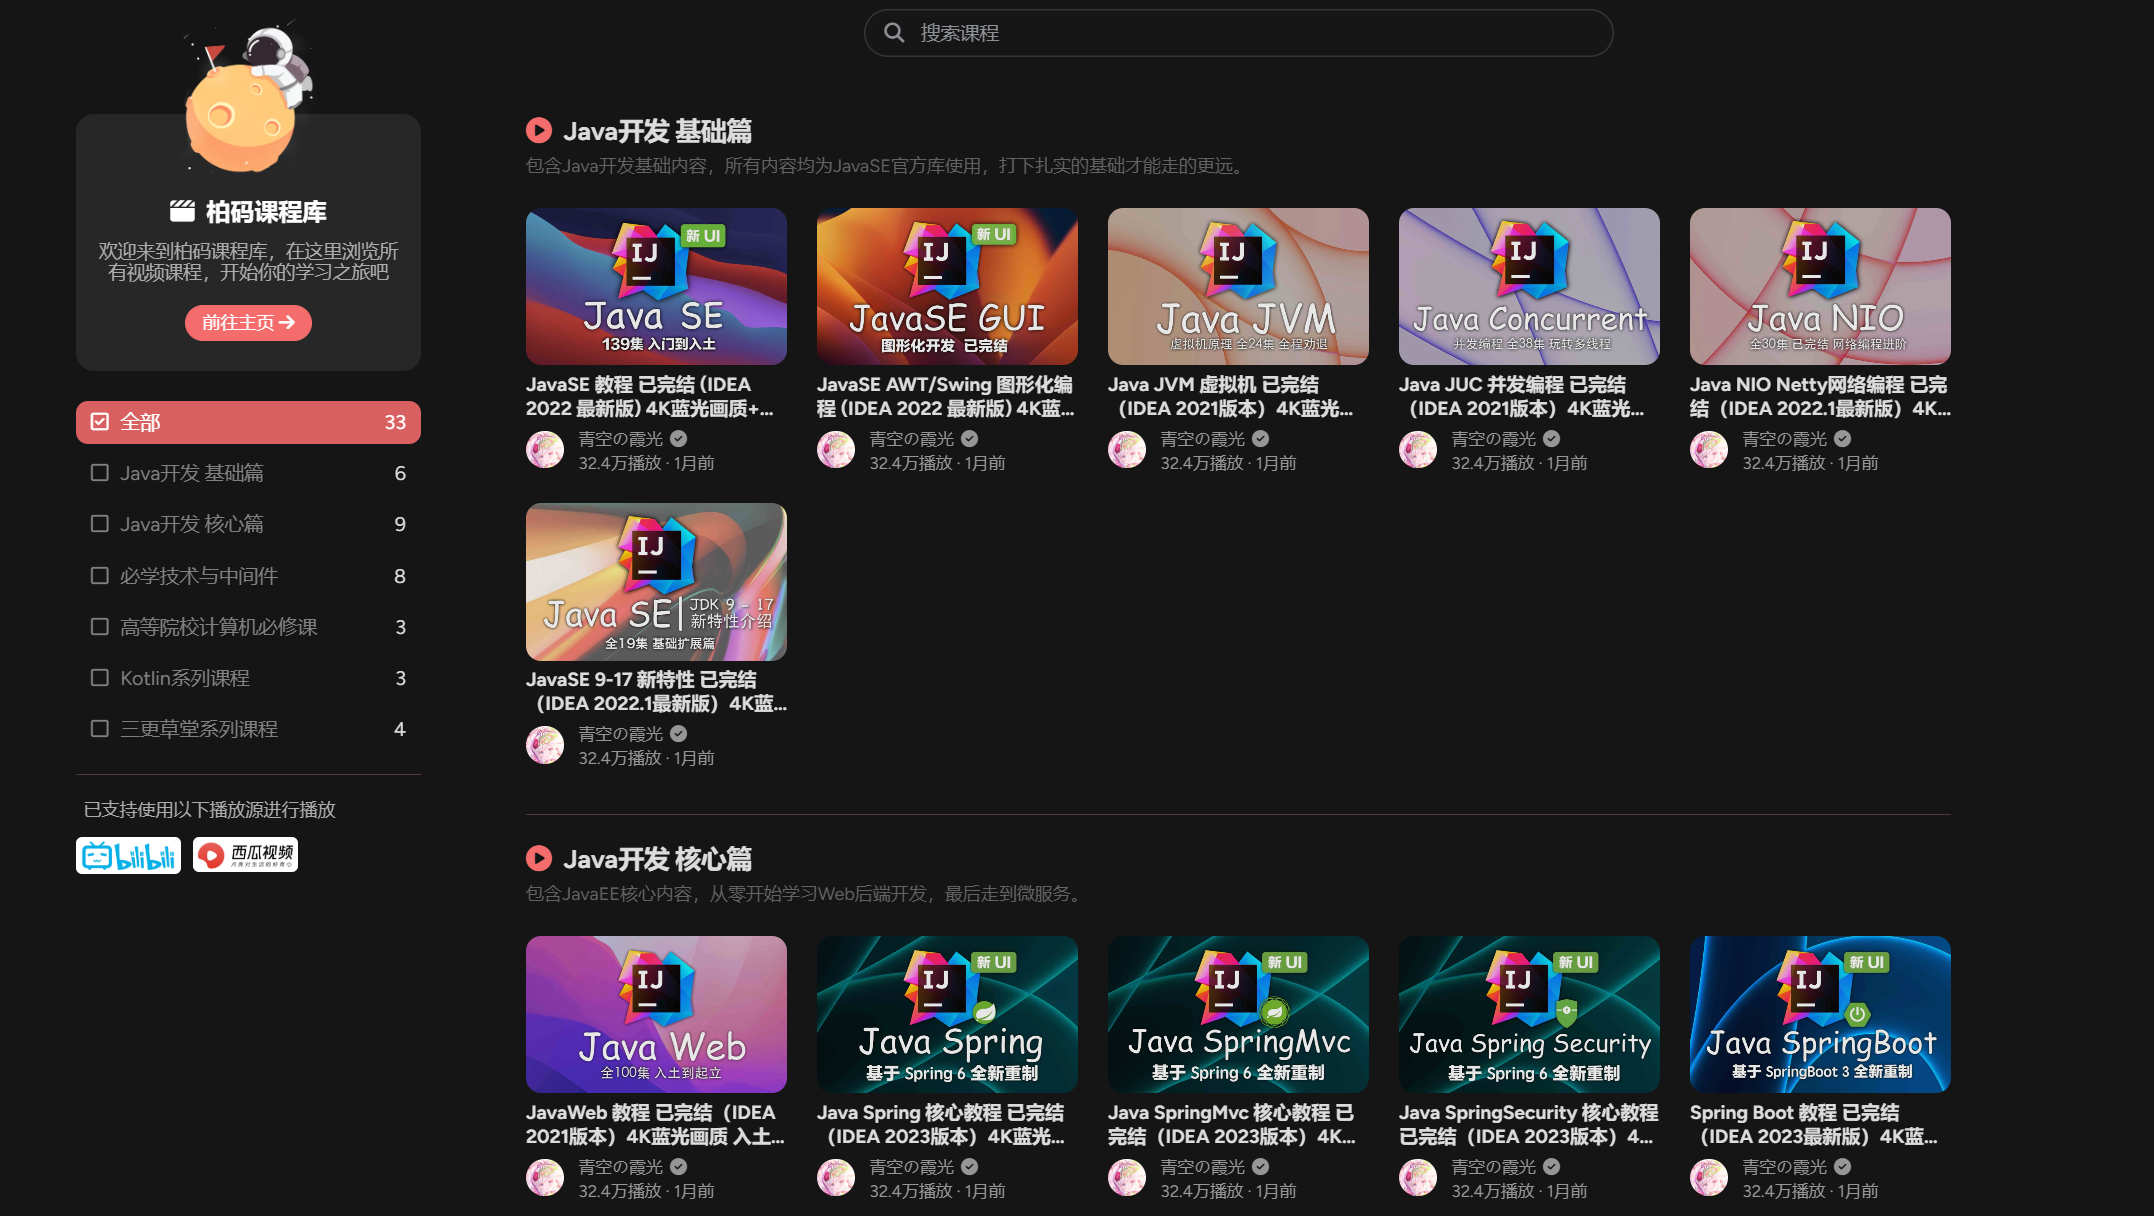 搜索课程
柏码课程库
欢迎来到柏码课程库，在这里浏览所
有视频课程，开始你的学习之旅吧
前往主页
全部 33
Java开发 基础篇 6
Java开发 核心篇 9
必学技术与中间件 8
高等院校计算机必修课 3
Kotlin系列课程 3
三更草堂系列课程 4
已支持使用以下播放源进行播放
bilibili
西瓜视频
点亮对生活的好奇心
Java开发 基础篇
包含Java开发基础内容，所有内容均为JavaSE官方库使用，打下扎实的基础才能走的更远。
IJ
新 UI
Java SE
139集 入门到入土
JavaSE 教程 已完结 (IDEA
2022 最新版) 4K蓝光画质+...
青空の霞光
32.4万播放 · 1月前
IJ
新 UI
JavaSE GUI
图形化开发 已完结
JavaSE AWT/Swing 图形化编
程 (IDEA 2022 最新版) 4K蓝...
青空の霞光
32.4万播放 · 1月前
IJ
Java JVM
虚拟机原理 全24集 全程劝退
Java JVM 虚拟机 已完结
（IDEA 2021版本）4K蓝光...
青空の霞光
32.4万播放 · 1月前
IJ
Java Concurrent
并发编程 全38集 玩转多线程
Java JUC 并发编程 已完结
（IDEA 2021版本）4K蓝光...
青空の霞光
32.4万播放 · 1月前
IJ
Java NIO
全30集 已完结 网络编程进阶
Java NIO Netty网络编程 已完
结（IDEA 2022.1最新版）4K...
青空の霞光
32.4万播放 · 1月前
IJ
Java SE
JDK 9 - 17
新特性介绍
全19集 基础扩展篇
JavaSE 9-17 新特性 已完结
（IDEA 2022.1最新版）4K蓝...
青空の霞光
32.4万播放 · 1月前
Java开发 核心篇
包含JavaEE核心内容，从零开始学习Web后端开发，最后走到微服务。
IJ
Java Web
全100集 入土到起立
JavaWeb 教程 已完结（IDEA
2021版本）4K蓝光画质 入土...
青空の霞光
32.4万播放 · 1月前
IJ
新 UI
Java Spring
基于 Spring 6 全新重制
Java Spring 核心教程 已完结
（IDEA 2023版本）4K蓝光...
青空の霞光
32.4万播放 · 1月前
IJ
新 UI
Java SpringMvc
基于 Spring 6 全新重制
Java SpringMvc 核心教程 已
完结（IDEA 2023版本）4K...
青空の霞光
32.4万播放 · 1月前
IJ
新 UI
Java Spring Security
基于 Spring 6 全新重制
Java SpringSecurity 核心教程
已完结（IDEA 2023版本）4...
青空の霞光
32.4万播放 · 1月前
IJ
新 UI
Java SpringBoot
基于 SpringBoot 3 全新重制
Spring Boot 教程 已完结
（IDEA 2023最新版）4K蓝...
青空の霞光
32.4万播放 · 1月前